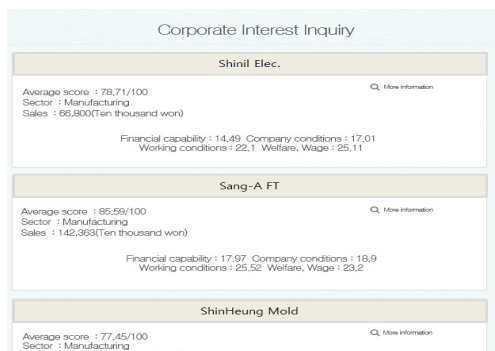 Corporate Interest Inquiry
Shinil Elec.
Average score : 78,71/100
More information
Sector : Manufacturing
Sales : 66,800(Ten thousand won)
Financial capability : 14,49 Company conditions : 17,01
Working conditions : 22,1 Welfare, Wage : 25,11
Sang-A FT
Average score : 85,59/100
More information
Sector : Manufacturing
Sales : 142,363(Ten thousand won)
Financial capability : 17,97 Company conditions : 18,9
Working conditions : 25,52 Welfare, Wage : 23,2
ShinHeung Mold
Average score : 77,45/100
More information
Sector : Manufacturing